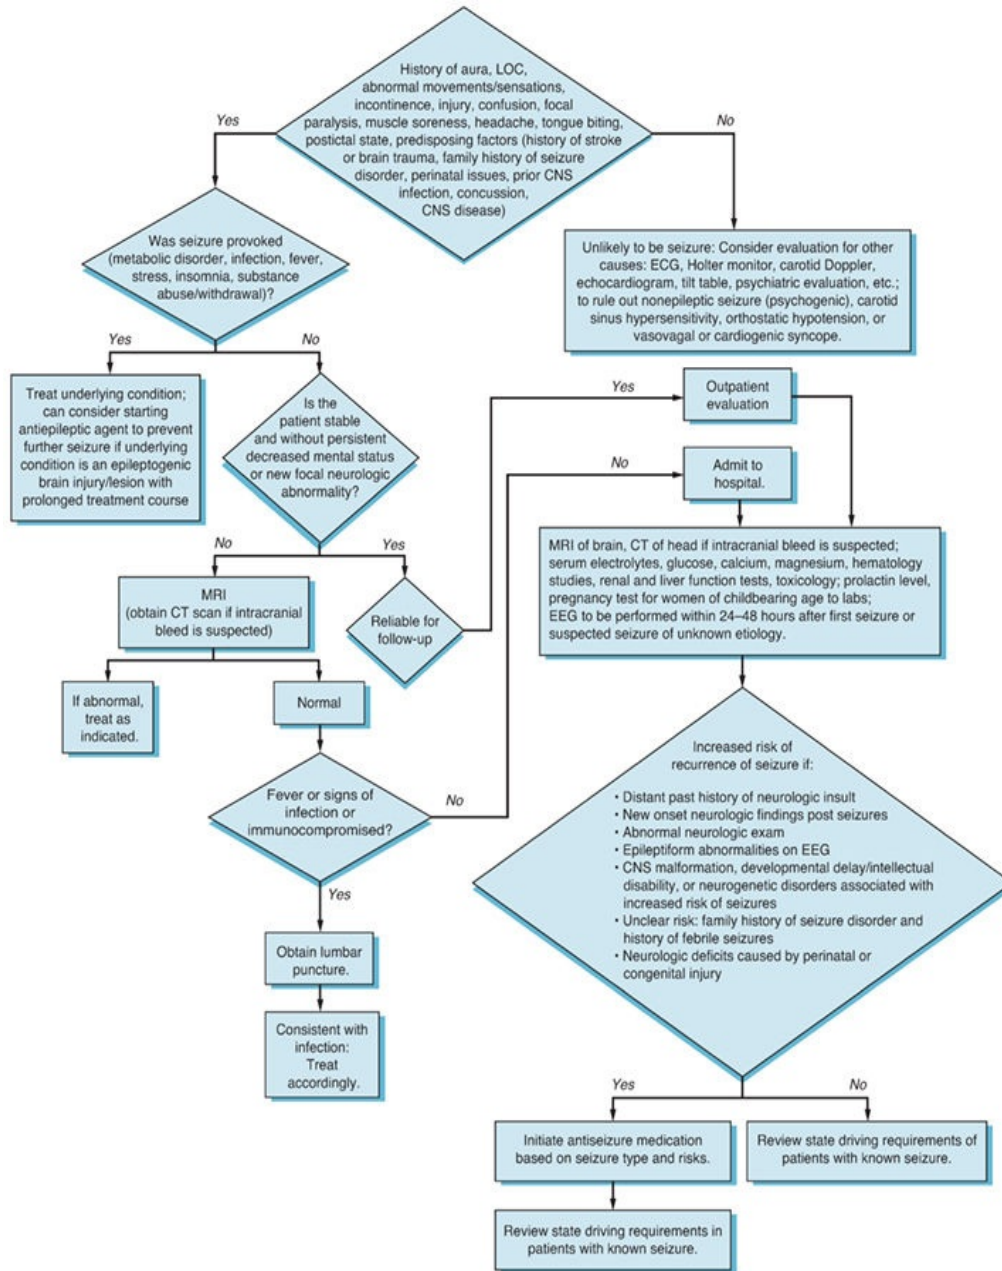 History of aura, LOC,
abnormal movements/sensations,
incontinence, injury, confusion, focal
paralysis, muscle soreness, headache, tongue biting,
postictal state, predisposing factors (history of stroke
or brain trauma, family history of seizure
disorder, perinatal issues, prior CNS
infection, concussion,
CNS disease)
Yes
No
Was seizure provoked
(metabolic disorder, infection, fever,
stress, insomnia, substance
abuse/withdrawal)?
Unlikely to be seizure: Consider evaluation for other
causes: ECG, Holter monitor, carotid Doppler,
echocardiogram, tilt table, psychiatric evaluation, etc.;
to rule out nonepileptic seizure (psychogenic), carotid
sinus hypersensitivity, orthostatic hypotension, or
vasovagal or cardiogenic syncope.
Yes
No
Treat underlying condition;
can consider starting
antiepileptic agent to prevent
further seizure if underlying
condition is an epileptogenic
brain injury/lesion with
prolonged treatment course
Is the
patient stable
and without persistent
decreased mental status
or new focal neurologic
abnormality?
Yes
Outpatient
evaluation
No
Admit to
hospital.
No
Yes
MRI
(obtain CT scan if intracranial
bleed is suspected)
Reliable for
follow-up
MRI of brain, CT of head if intracranial bleed is suspected;
serum electrolytes, glucose, calcium, magnesium, hematology
studies, renal and liver function tests, toxicology; prolactin level,
pregnancy test for women of childbearing age to labs;
EEG to be performed within 24–48 hours after first seizure or
suspected seizure of unknown etiology.
If abnormal,
treat as
indicated.
Normal
Fever or signs of
infection or
immunocompromised?
No
Yes
Obtain lumbar
puncture.
Consistent with
infection:
Treat
accordingly.
Increased risk of
recurrence of seizure if:
• Distant past history of neurologic insult
• New onset neurologic findings post seizures
• Abnormal neurologic exam
• Epileptiform abnormalities on EEG
• CNS malformation, developmental delay/intellectual
disability, or neurogenetic disorders associated with
increased risk of seizures
• Unclear risk: family history of seizure disorder and
history of febrile seizures
• Neurologic deficits caused by perinatal or
congenital injury
Yes
No
Initiate antiseizure medication
based on seizure type and risks.
Review state driving requirements of
patients with known seizure.
Review state driving requirements in
patients with known seizure.